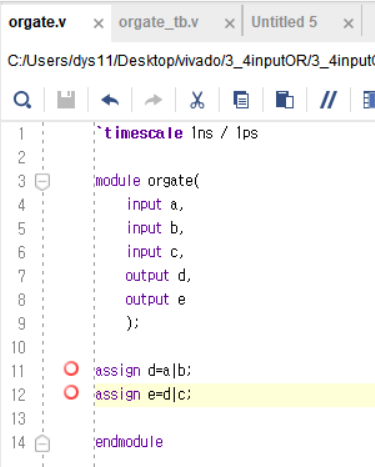 orgate.v × orgate_tb.v × Untitled 5 ×
C:/Users/dys11/Desktop/vivado/3_4inputOR/3_4input
1 `timescale 1ns / 1ps
2
3 module orgate(
4 input a,
5 input b,
6 input c,
7 output d,
8 output e
9 );
10
11 assign d=a|b;
12 assign e=d|c;
13
14 endmodule